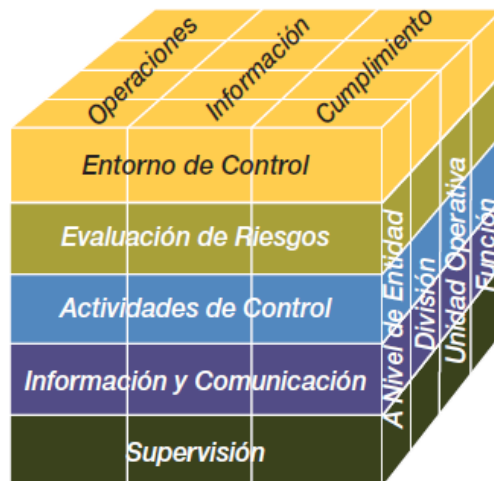 Operaciones
Información
Cumplimiento
Entorno de Control
Evaluación de Riesgos
Actividades de Control
Información y Comunicación
Supervisión
A Nivel de Entidad
División
Unidad Operativa
Función